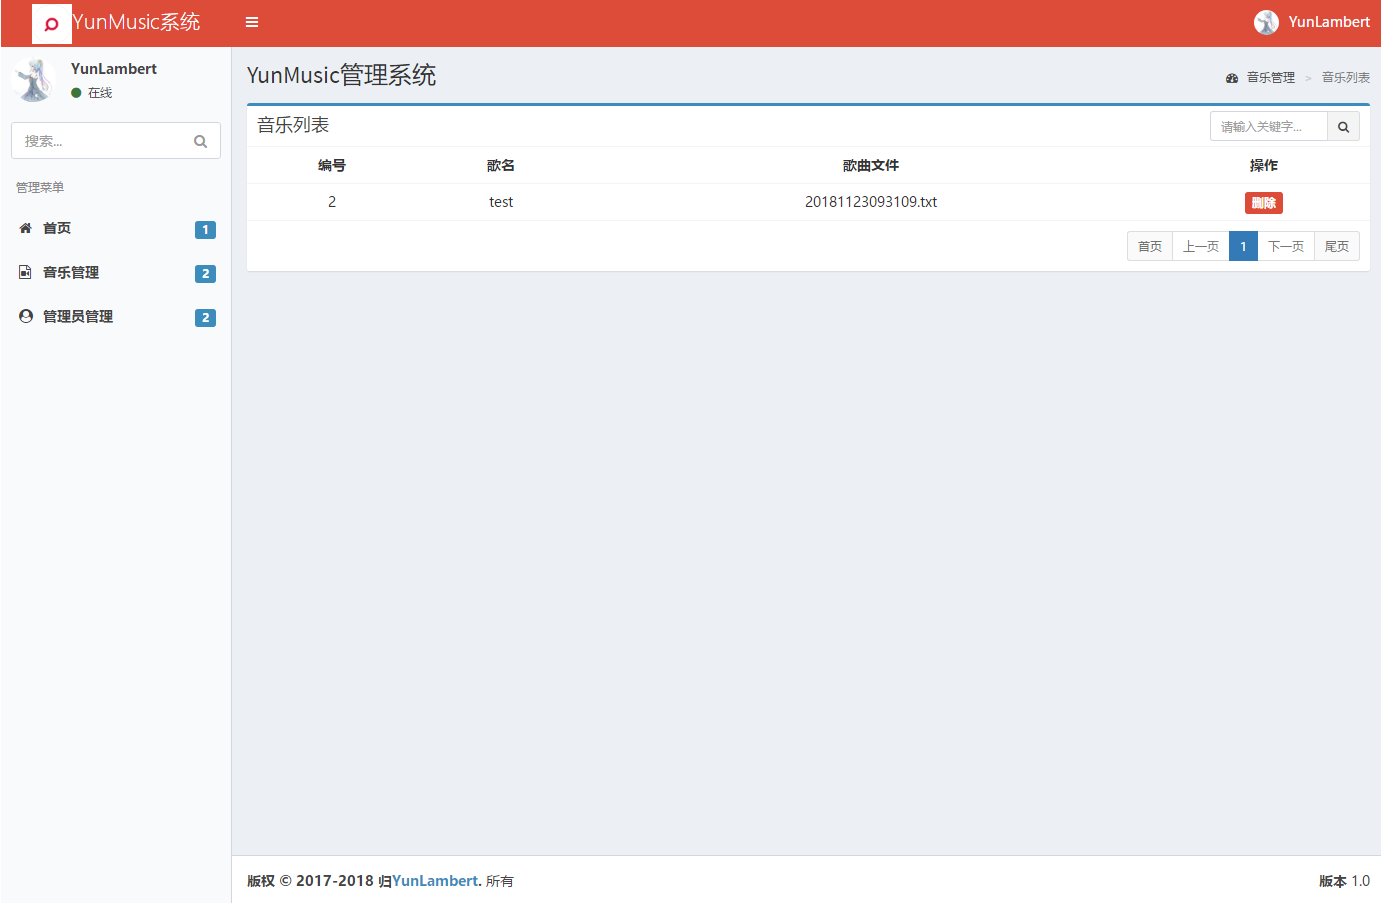 YunMusic系统
YunLambert
YunLambert
在线
搜索...
管理菜单
首页 1
音乐管理 2
管理员管理 2
YunMusic管理系统
音乐管理 > 音乐列表
音乐列表
请输入关键字...
编号 歌名 歌曲文件 操作
2 test 20181123093109.txt 删除
首页 上一页 1 下一页 尾页
版权 © 2017-2018 归YunLambert. 所有
版本 1.0